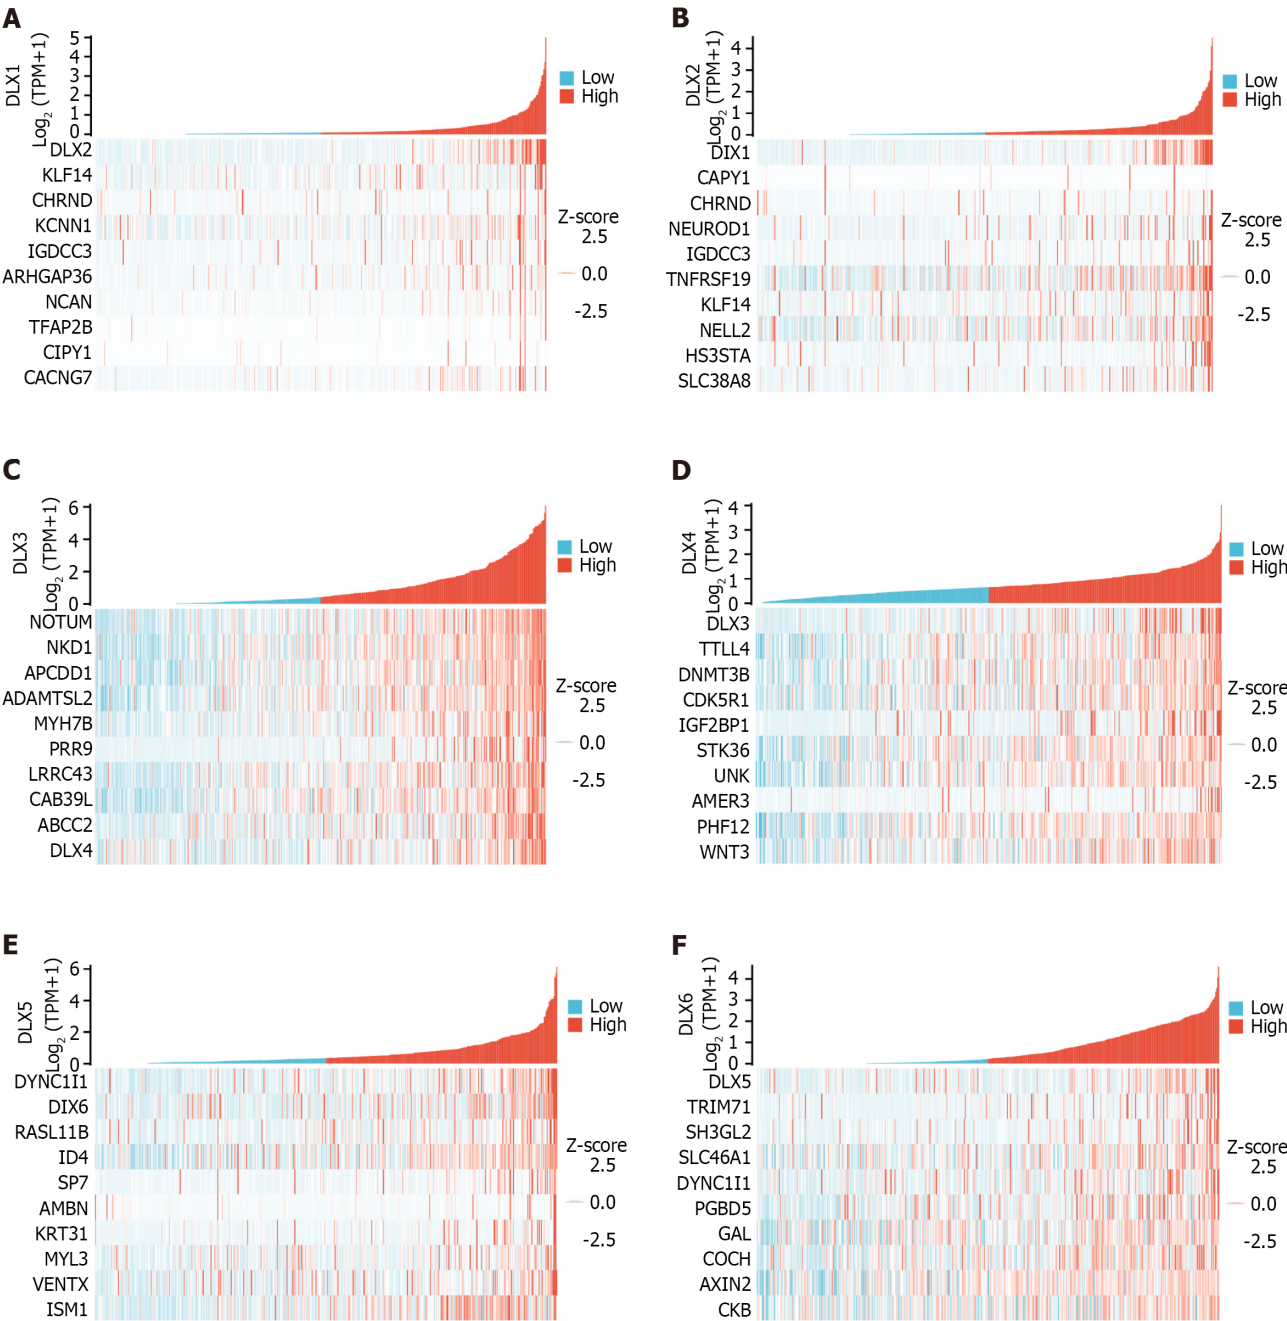 A
DLX1
Log2 (TPM+1)
5
4
3
2
1
0
Low
High
DLX2
KLF14
CHRND
KCNN1
IGDCC3
ARHGAP36
NCAN
TFAP2B
CIPY1
CACNG7
Z-score
2.5
0.0
-2.5
B
DLX2
Log2 (TPM+1)
4
3
2
1
0
Low
High
DIX1
CAPY1
CHRND
NEUROD1
IGDCC3
TNFRSF19
KLF14
NELL2
HS3STA
SLC38A8
Z-score
2.5
0.0
-2.5
C
DLX3
Log2 (TPM+1)
6
4
2
0
Low
High
NOTUM
NKD1
APCDD1
ADAMTSL2
MYH7B
PRR9
LRRC43
CAB39L
ABCC2
DLX4
Z-score
2.5
0.0
-2.5
D
DLX4
Log2 (TPM+1)
4
3
2
1
0
Low
High
DLX3
TTLL4
DNMT3B
CDK5R1
IGF2BP1
STK36
UNK
AMER3
PHF12
WNT3
Z-score
2.5
0.0
-2.5
E
DLX5
Log2 (TPM+1)
6
4
2
0
Low
High
DYNC1I1
DIX6
RASL11B
ID4
SP7
AMBN
KRT31
MYL3
VENTX
ISM1
Z-score
2.5
0.0
-2.5
F
DLX6
Log2 (TPM+1)
4
3
2
1
0
Low
High
DLX5
TRIM71
SH3GL2
SLC46A1
DYNC1I1
PGBD5
GAL
COCH
AXIN2
CKB
Z-score
2.5
0.0
-2.5